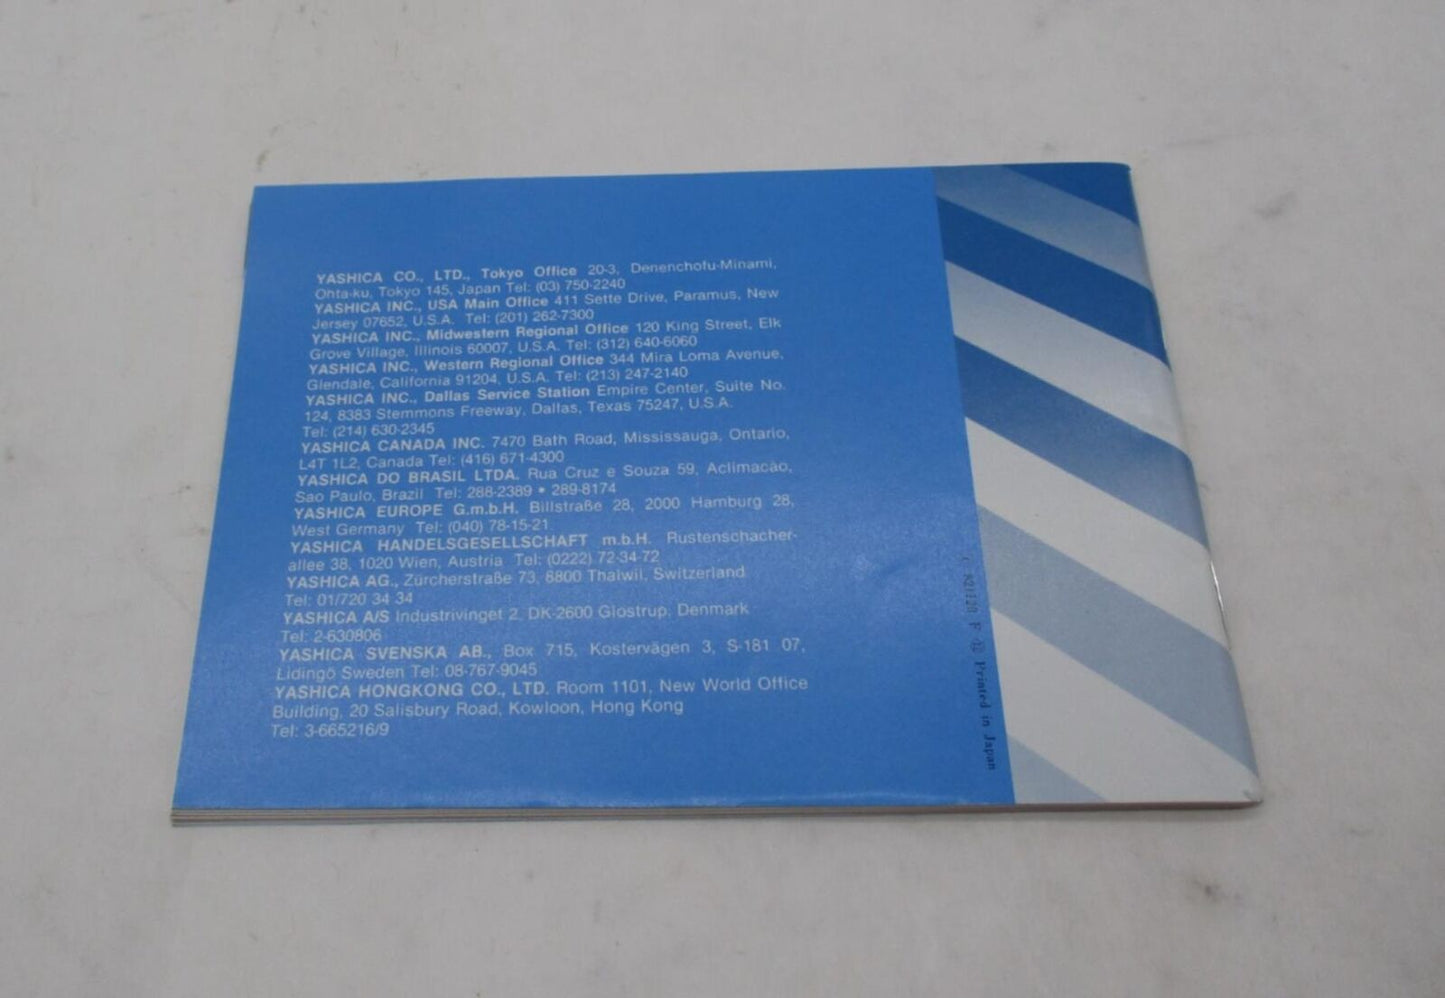 YASHICA CO., LTD., Tokyo Office 20-3, Denenchofu-Minami,
Ohta-ku, Tokyo 145, Japan Tel: (03) 750-2240
YASHICA INC., USA Main Office 411 Sette Drive, Paramus, New
Jersey 07652, U.S.A. Tel: (201) 262-7300
YASHICA INC., Midwestern Regional Office 120 King Street, Elk
Grove Village, Illinois 60007, U.S.A. Tel: (312) 640-6060
YASHICA INC., Western Regional Office 344 Mira Loma Avenue,
Glendale, California 91204, U.S.A. Tel: (213) 247-2140
YASHICA INC., Dallas Service Station Empire Center, Suite No.
124, 8383 Stemmons Freeway, Dallas, Texas 75247, U.S.A.
Tel: (214) 630-2345
YASHICA CANADA INC. 7470 Bath Road, Mississauga, Ontario,
L4T 1L2, Canada Tel: (416) 671-4300
YASHICA DO BRASIL LTDA. Rua Cruz e Souza 59, Aclimacão,
Sao Paulo, Brazil Tel: 288-2389 • 289-8174
YASHICA EUROPE G.m.b.H. Billstraße 28, 2000 Hamburg 28,
West Germany Tel: (040) 78-15-21
YASHICA HANDELSGESELLSCHAFT m.b.H. Rustenschacher-
allee 38, 1020 Wien, Austria Tel: (0222) 72-34-72
YASHICA AG., Zürcherstraße 73, 8800 Thalwil, Switzerland
Tel: 01/720 34 34
YASHICA A/S Industrivinget 2, DK-2600 Glostrup, Denmark
Tel: 2-630806
YASHICA SVENSKA AB., Box 715, Kostervägen 3, S-181 07,
Lidingö Sweden Tel: 08-767-9045
YASHICA HONGKONG CO., LTD. Room 1101, New World Office
Building, 20 Salisbury Road, Kowloon, Hong Kong
Tel: 3-665216/9
Printed in Japan